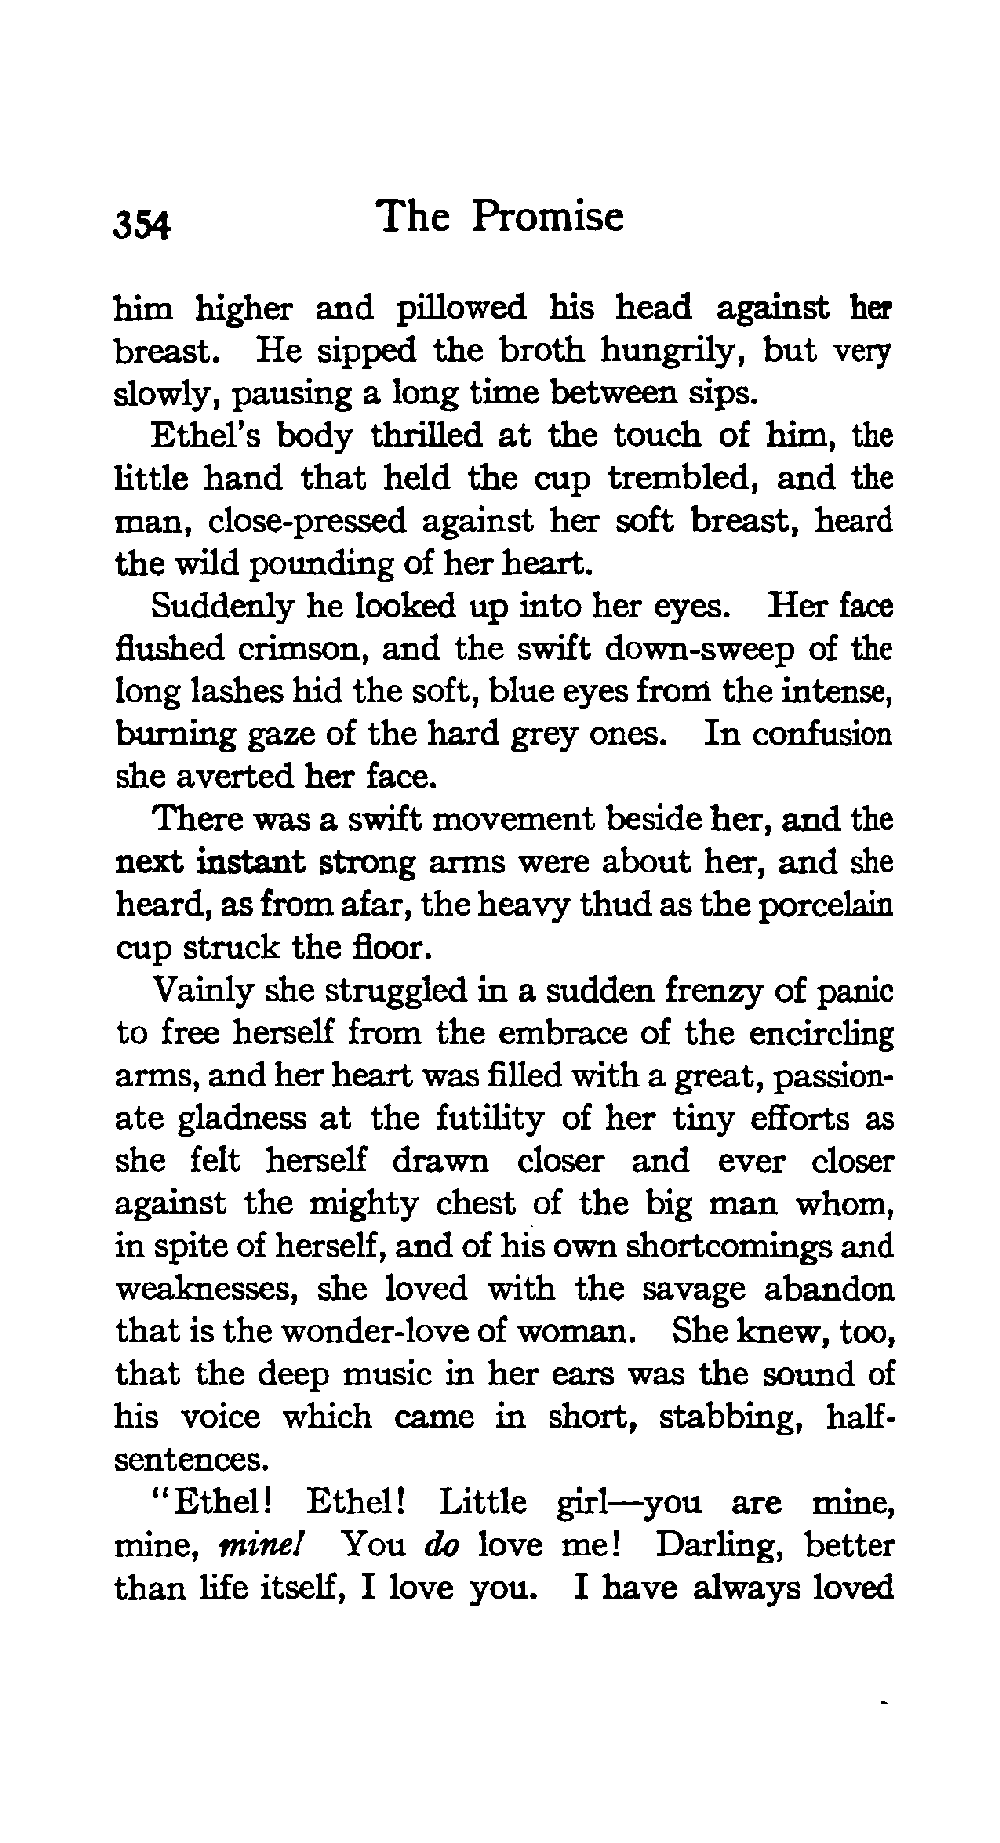 354 The Promise
him higher and pillowed his head against her
breast. He sipped the broth hungrily, but very
slowly, pausing a long time between sips.
Ethel's body thrilled at the touch of him, the
little hand that held the cup trembled, and the
man, close-pressed against her soft breast, heard
the wild pounding of her heart.
Suddenly he looked up into her eyes. Her face
flushed crimson, and the swift down-sweep of the
long lashes hid the soft, blue eyes from the intense,
burning gaze of the hard grey ones. In confusion
she averted her face.
There was a swift movement beside her, and the
next instant strong arms were about her, and she
heard, as from afar, the heavy thud as the porcelain
cup struck the floor.
Vainly she struggled in a sudden frenzy of panic
to free herself from the embrace of the encircling
arms, and her heart was filled with a great, passion-
ate gladness at the futility of her tiny efforts as
she felt herself drawn closer and ever closer
against the mighty chest of the big man whom,
in spite of herself, and of his own shortcomings and
weaknesses, she loved with the savage abandon
that is the wonder-love of woman. She knew, too,
that the deep music in her ears was the sound of
his voice which came in short, stabbing, half-
sentences.
"Ethel! Ethel! Little girl—you are mine,
mine, mine! You do love me! Darling, better
than life itself, I love you. I have always loved